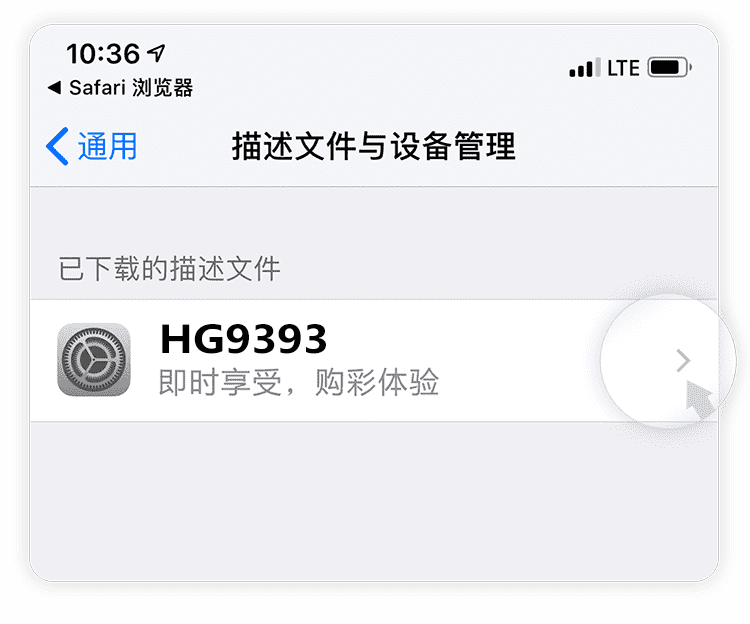 10:36
LTE
Safari 浏览器
通用
描述文件与设备管理
已下载的描述文件
HG9393
即时享受，购彩体验